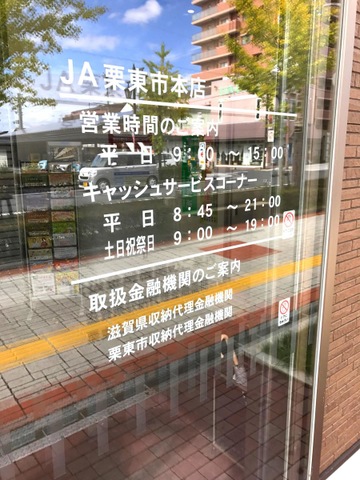 JA栗東市本店
営業時間のご案内
平 日 9:00 ～15:00
キャッシュサービスコーナー
平 日 8:45 ～21:00
土日祝祭日 9:00 ～19:00
取扱金融機関のご案内
滋賀県収納代理金融機関
栗東市収納代理金融機関